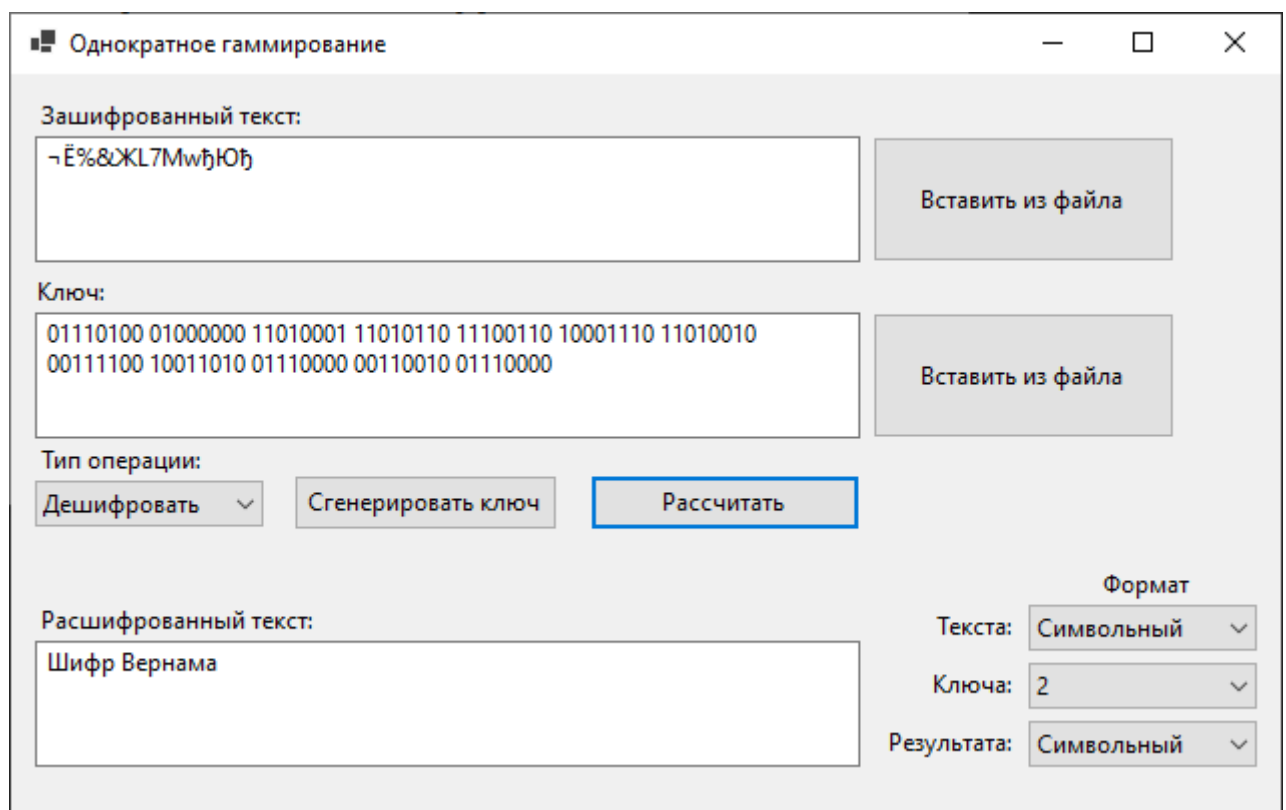 Однократное гаммирование
Зашифрованный текст:
¬Ё%&ЖL7MwђЮђ
Вставить из файла
Ключ:
01110100 01000000 11010001 11010110 11100110 10001110 11010010
00111100 10011010 01110000 00110010 01110000
Вставить из файла
Тип операции:
Дешифровать
Сгенерировать ключ
Рассчитать
Формат
Расшифрованный текст:
Шифр Вернама
Текста: Символьный
Ключа: 2
Результата: Символьный